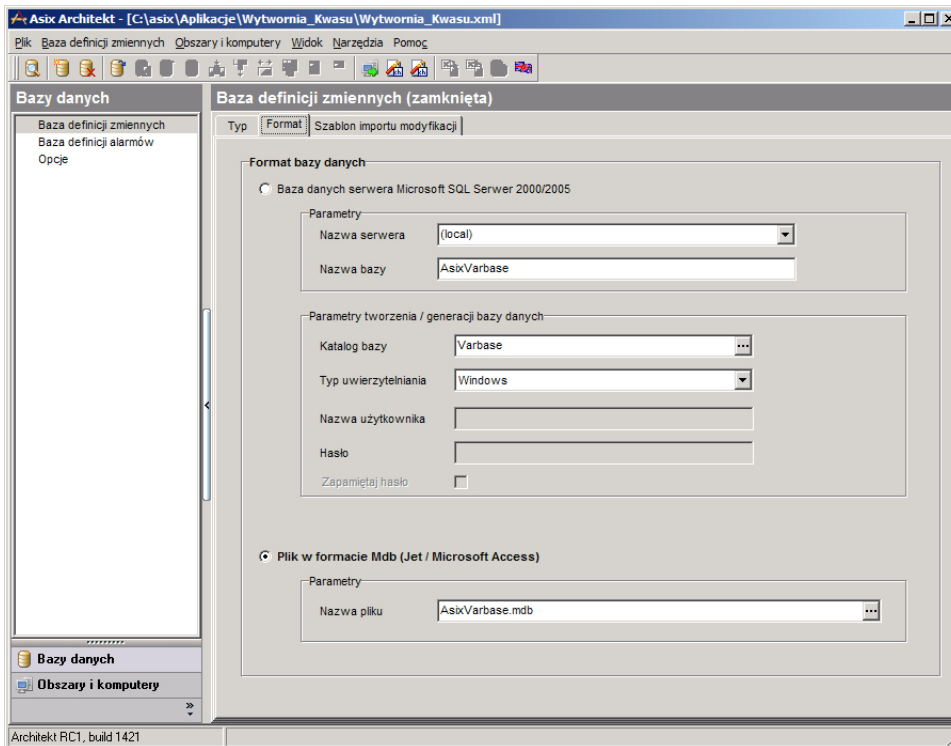 Asix Architekt - [C:\asix\Aplikacje\Wytwornia_Kwasu\Wytwornia_Kwasu.xml]
Plik Baza definicji zmiennych Obszary i komputery Widok Narzędzia Pomoc
Bazy danych
Baza definicji zmiennych (zamknięta)
Baza definicji zmiennych
Baza definicji alarmów
Opcje
Typ Format Szablon importu modyfikacji
Format bazy danych
Baza danych serwera Microsoft SQL Serwer 2000/2005
Parametry
Nazwa serwera (local)
Nazwa bazy AsixVarbase
Parametry tworzenia / generacji bazy danych
Katalog bazy Varbase ...
Typ uwierzytelniania Windows
Nazwa użytkownika
Hasło
Zapamiętaj hasło
Plik w formacie Mdb (Jet / Microsoft Access)
Parametry
Nazwa pliku AsixVarbase.mdb ...
Bazy danych
Obszary i komputery
Architekt RC1, build 1421